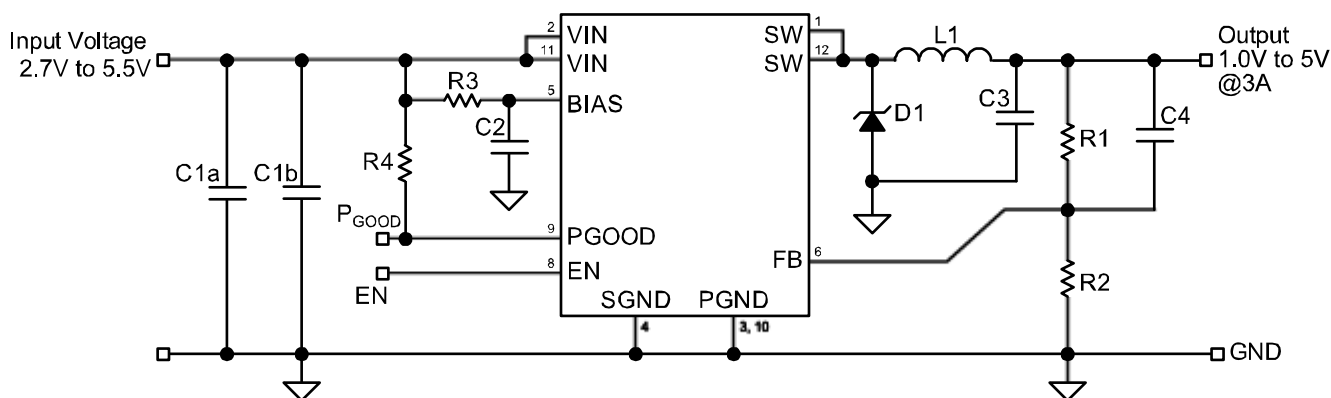 Input Voltage
2.7V to 5.5V
2
VIN
11
VIN
R3
5
BIAS
C2
R4
C1a
C1b
PGOOD
9
PGOOD
8
EN
EN
SGND
4
PGND
3, 10
1
SW
12
SW
L1
D1
C3
R1
C4
6
FB
R2
Output
1.0V to 5V
@3A
GND